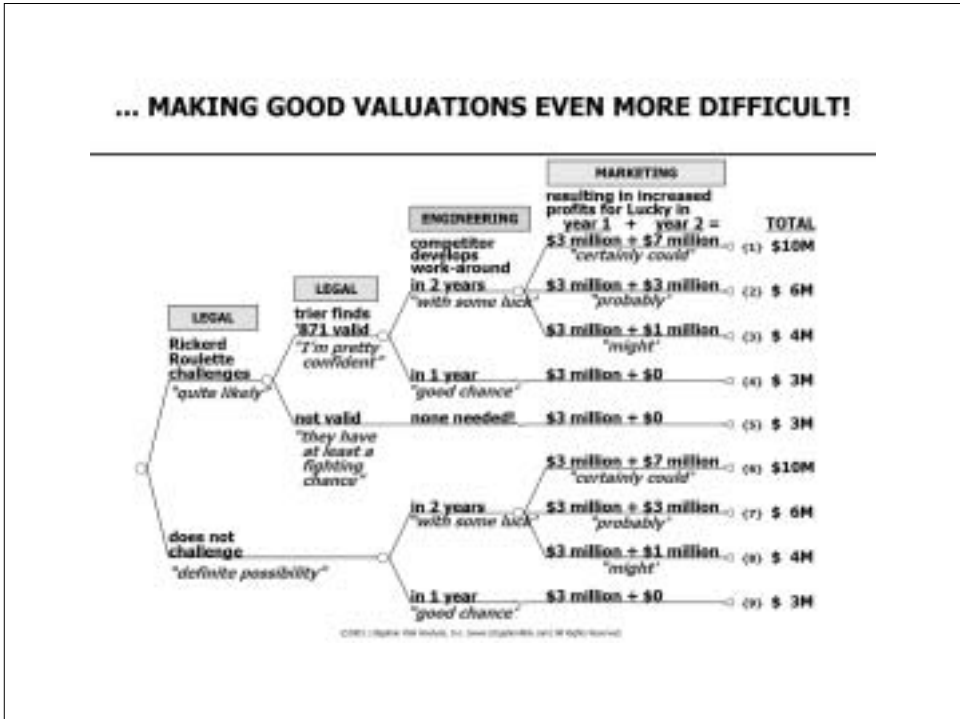 ... MAKING GOOD VALUATIONS EVEN MORE DIFFICULT!
MARKETING
resulting in increased
profits for Lucky in
year 1 + year 2 =
TOTAL
ENGINEERING
competitor
develops
work-around
LEGAL
trier finds
'871 valid
"I'm pretty
confident"
LEGAL
Rickerd
Roulette
challenges
"quite likely"
in 2 years
"with some luck"
$3 million + $7 million
"certainly could"
(1) $10M
$3 million + $3 million
"probably"
(2) $ 6M
$3 million + $1 million
"might"
(3) $ 4M
in 1 year
"good chance"
$3 million + $0
(4) $ 3M
not valid
"they have
at least a
fighting
chance"
none needed!
$3 million + $0
(5) $ 3M
does not
challenge
"definite possibility"
in 2 years
"with some luck"
$3 million + $7 million
"certainly could"
(6) $10M
$3 million + $3 million
"probably"
(7) $ 6M
$3 million + $1 million
"might"
(8) $ 4M
in 1 year
"good chance"
$3 million + $0
(9) $ 3M
All Rights Reserved